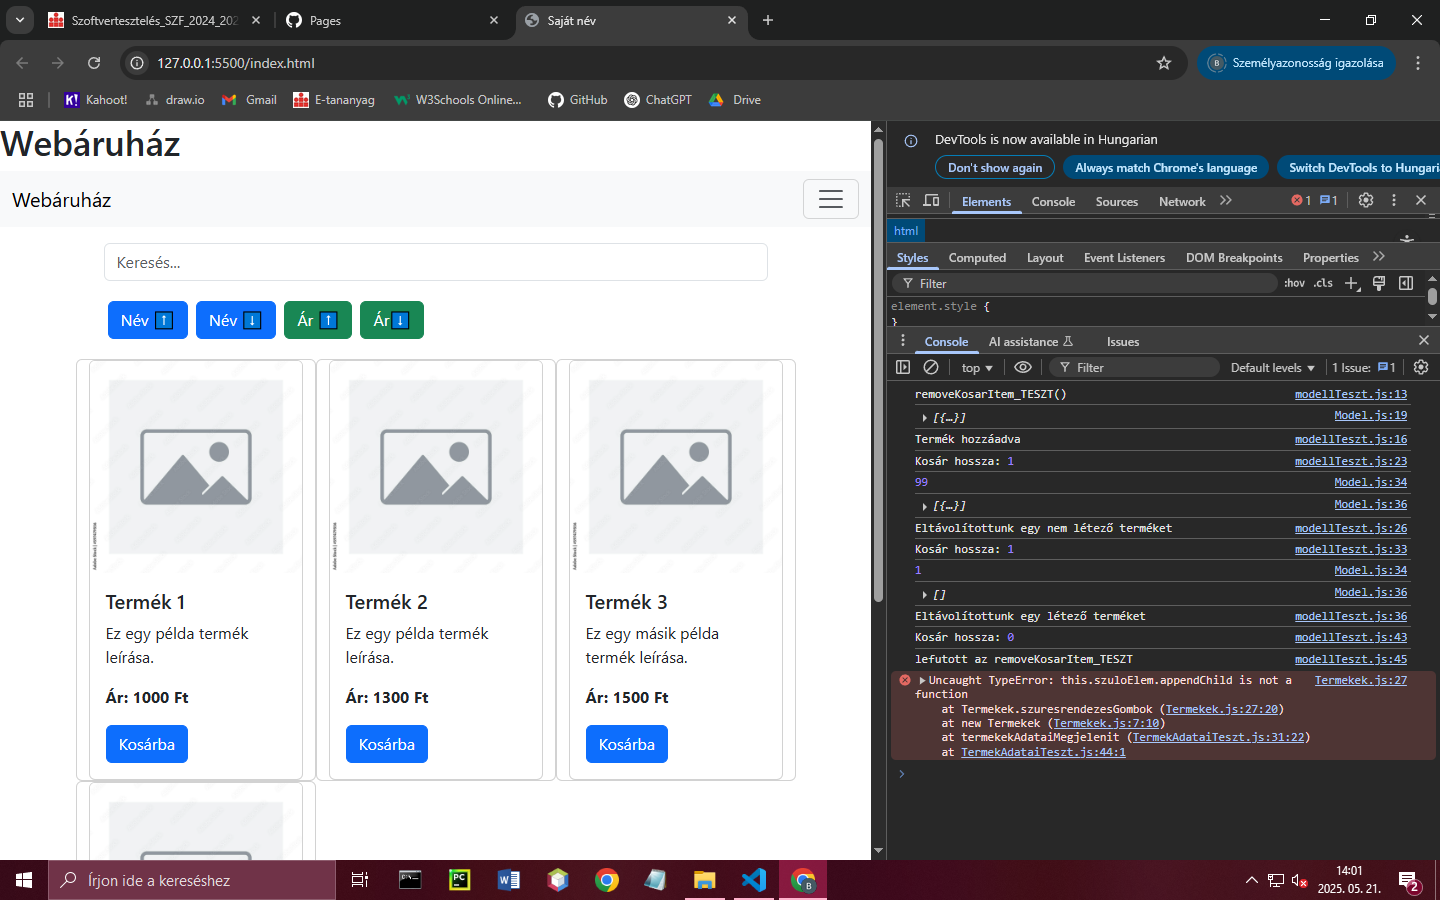 Szoftvertesztelés_SZF_2024_202
Pages
Saját név
127.0.0.1:5500/index.html
B
Személyazonosság igazolása
Kahoot!
draw.io
Gmail
E-tananyag
W3Schools Online...
GitHub
ChatGPT
Drive
Webáruház
Webáruház
Keresés...
Név ↑
Név ↓
Ár ↑
Ár ↓
Termék 1
Ez egy példa termék
leírása.
Ár: 1000 Ft
Kosárba
Termék 2
Ez egy példa termék
leírása.
Ár: 1300 Ft
Kosárba
Termék 3
Ez egy másik példa
termék leírása.
Ár: 1500 Ft
Kosárba
DevTools is now available in Hungarian
Don't show again
Always match Chrome's language
Switch DevTools to Hungari
Elements
Console
Sources
Network
1
1
html
Styles
Computed
Layout
Event Listeners
DOM Breakpoints
Properties
Filter
:hov
.cls
element.style {
}
Console
AI assistance
Issues
top
Filter
Default levels
1 Issue:
1
removeKosarItem_TESZT() modellTeszt.js:13
[{…}] Model.js:19
Termék hozzáadva modellTeszt.js:16
Kosár hossza: 1 modellTeszt.js:23
99 Model.js:34
[{…}] Model.js:36
Eltávolítottunk egy nem létező terméket modellTeszt.js:26
Kosár hossza: 1 modellTeszt.js:33
1 Model.js:34
[] Model.js:36
Eltávolítottunk egy létező terméket modellTeszt.js:36
Kosár hossza: 0 modellTeszt.js:43
lefutott az removeKosarItem_TESZT modellTeszt.js:45
Uncaught TypeError: this.szuloElem.appendChild is not a Termekek.js:27
function
at Termekek.szuresrendezesGombok (Termekek.js:27:20)
at new Termekek (Termekek.js:7:10)
at termekekAdataiMegjelenit (TermekAdataiTeszt.js:31:22)
at TermekAdataiTeszt.js:44:1
Írjon ide a kereséshez
14:01
2025. 05. 21.
2